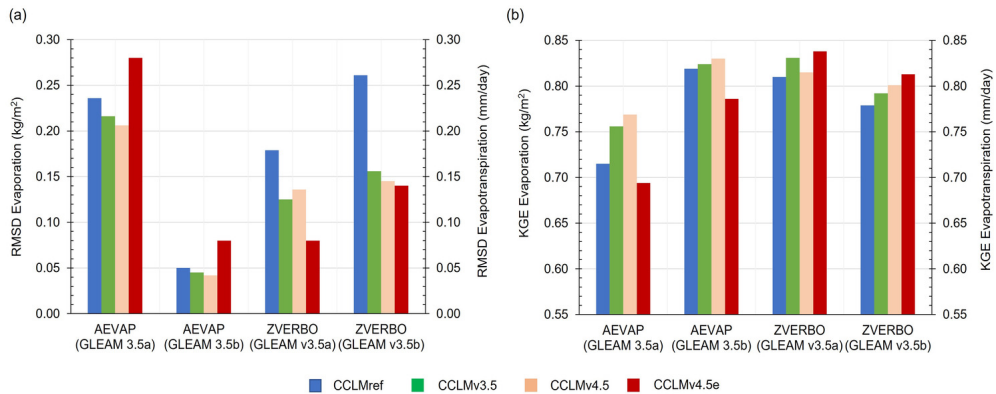 (a)
RMSD Evaporation (kg/m²)
0.30
0.25
0.20
0.15
0.10
0.05
0.00
0.30
0.25
0.20
0.15
0.10
0.05
0.00
RMSD Evapotranspiration (mm/day)
AEVAP AEVAP ZVERBO ZVERBO
(GLEAM 3.5a) (GLEAM 3.5b) (GLEAM v3.5a) (GLEAM v3.5b)
(b)
KGE Evaporation (kg/m²)
0.85
0.80
0.75
0.70
0.65
0.60
0.55
0.85
0.80
0.75
0.70
0.65
0.60
0.55
KGE Evapotranspiration (mm/day)
AEVAP AEVAP ZVERBO ZVERBO
(GLEAM 3.5a) (GLEAM 3.5b) (GLEAM v3.5a) (GLEAM v3.5b)
CCLMref CCLMv3.5 CCLMv4.5 CCLMv4.5e